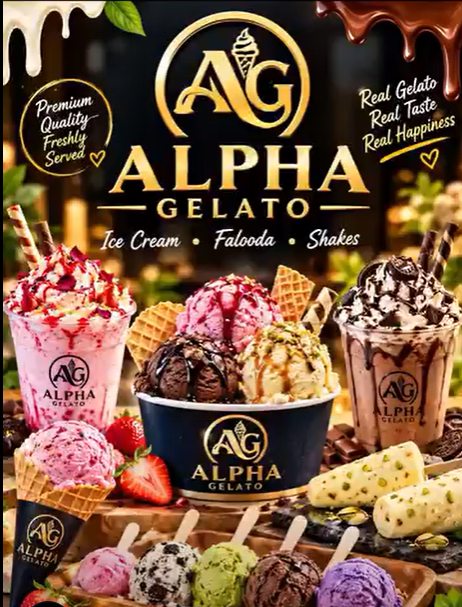 AG
Premium
Quality
Freshly
Served
Real Gelato
Real Taste
Real Happiness
ALPHA
GELATO
Ice Cream • Falooda • Shakes
AG
ALPHA
GELATO
AG
ALPHA
GELATO
AG
ALPHA
GELATO
AG
ALPHA
GELATO